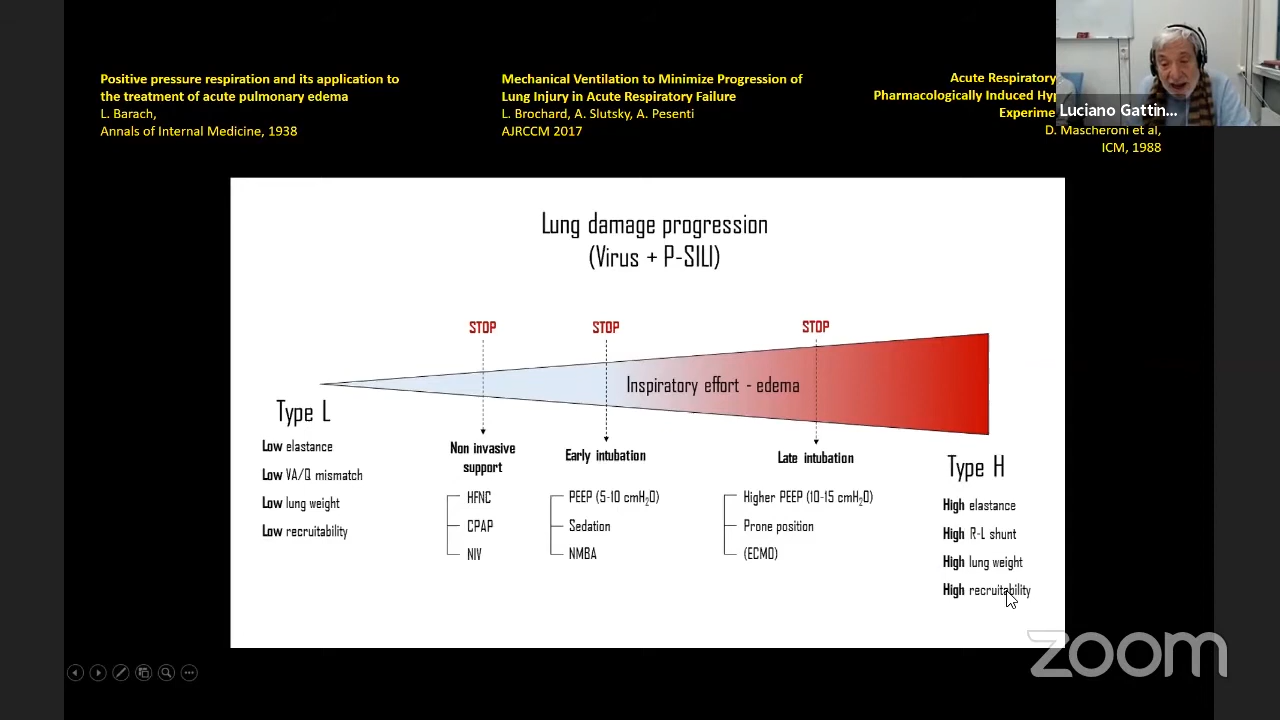 Positive pressure respiration and its application to
the treatment of acute pulmonary edema
L. Barach,
Annals of Internal Medicine, 1938
Mechanical Ventilation to Minimize Progression of
Lung Injury in Acute Respiratory Failure
L. Brochard, A. Slutsky, A. Pesenti
AJRCCM 2017
Acute Respiratory
Pharmacologically Induced
D. Mascheroni et al,
ICM, 1988
Luciano Gattin...
Lung damage progression
(Virus + P-SILI)
STOP
STOP
STOP
Inspiratory effort - edema
Type L
Low elastance
Low VA/Q mismatch
Low lung weight
Low recruitability
Non invasive
support
HFNC
CPAP
NIV
Early intubation
PEEP (5-10 cmH₂O)
Sedation
NMBA
Late intubation
Higher PEEP (10-15 cmH₂O)
Prone position
(ECMO)
Type H
High elastance
High R-L shunt
High lung weight
High recruitability
zoom